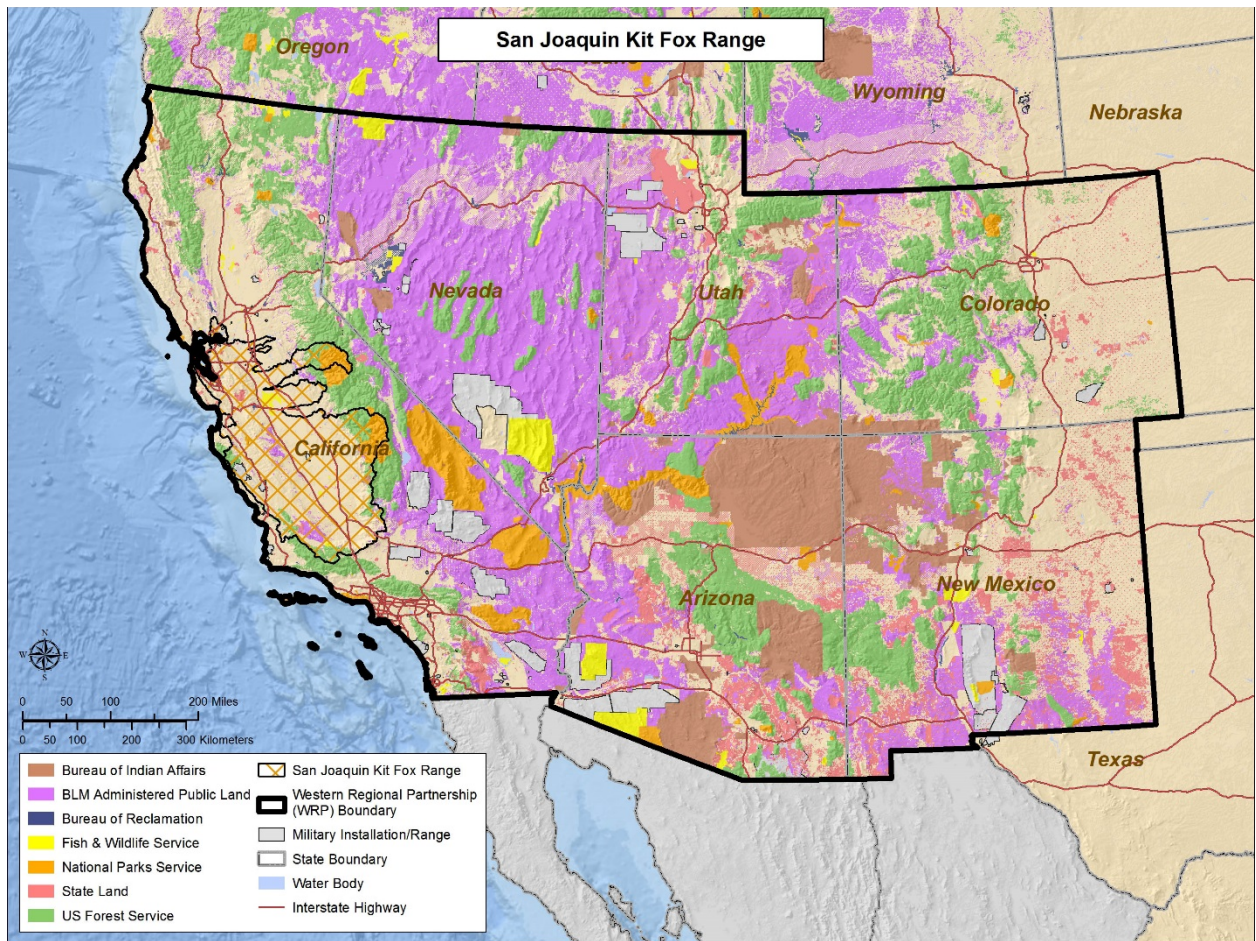 San Joaquin Kit Fox Range
Oregon
Wyoming
Nebraska
Nevada
Utah
Colorado
California
Arizona
New Mexico
Texas
N
W E
S
0 50 100 200 Miles
0 50 100 200 300 Kilometers
Bureau of Indian Affairs
BLM Administered Public Land
Bureau of Reclamation
Fish & Wildlife Service
National Parks Service
State Land
US Forest Service
San Joaquin Kit Fox Range
Western Regional Partnership
(WRP) Boundary
Military Installation/Range
State Boundary
Water Body
Interstate Highway